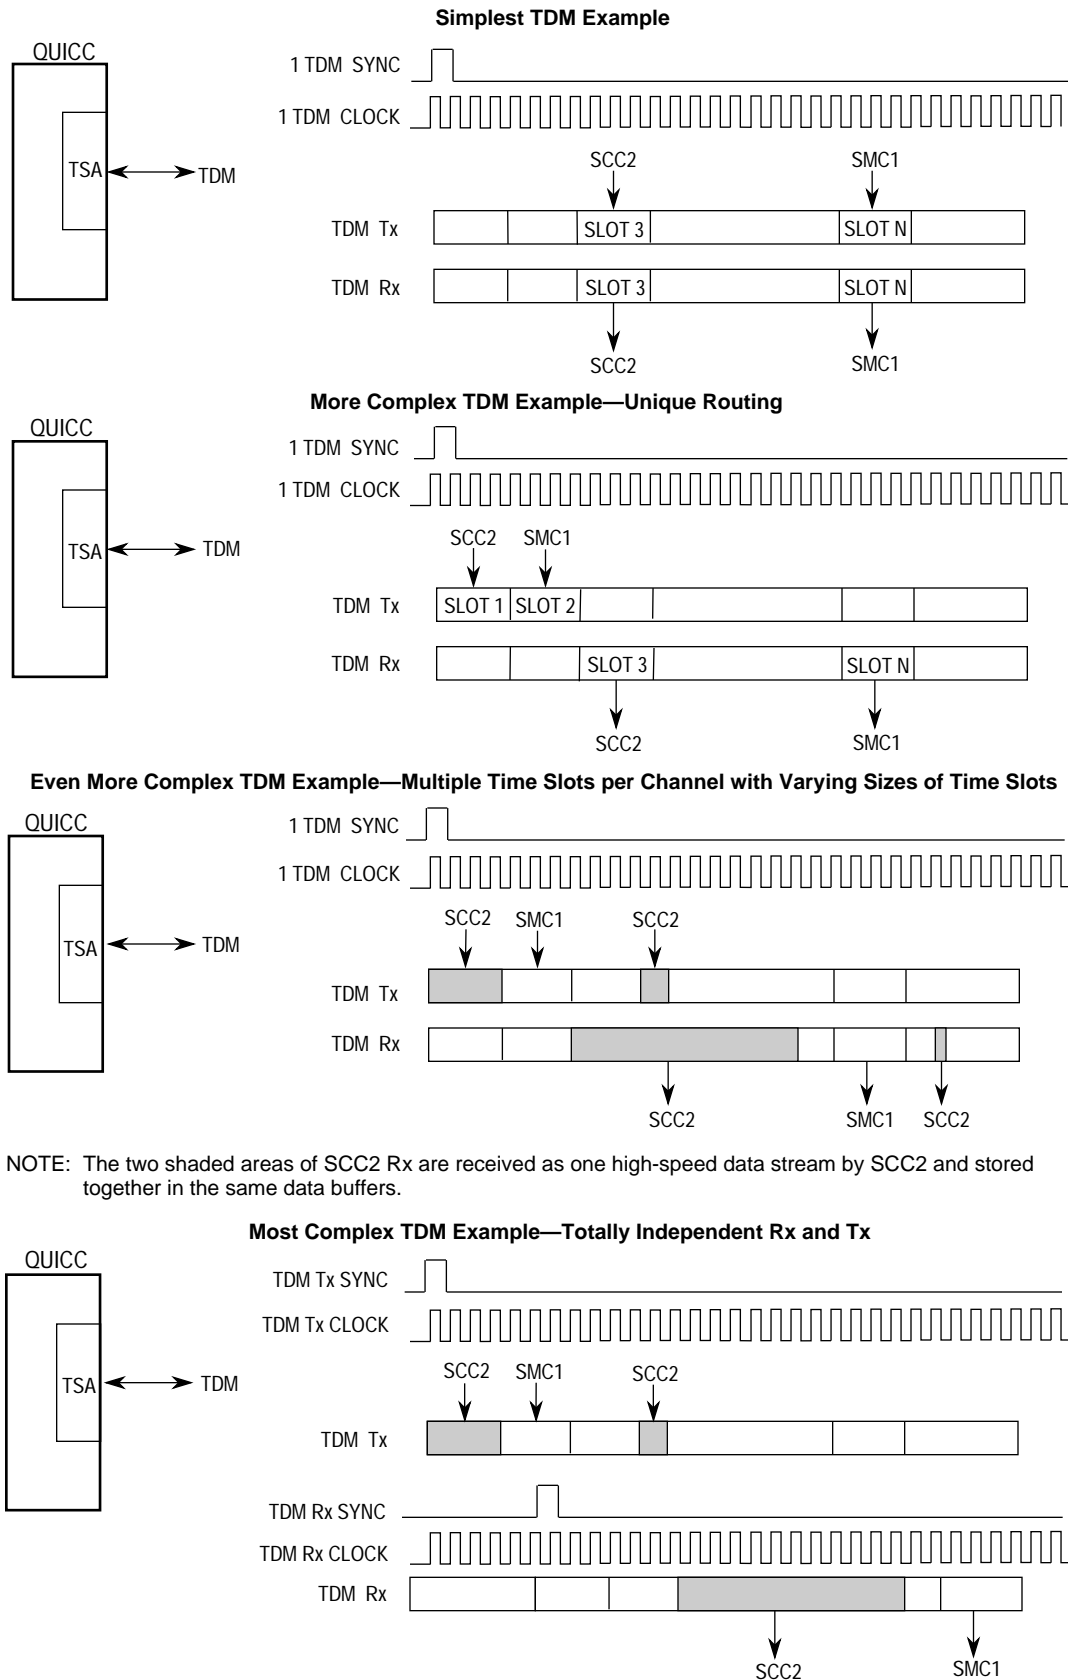 Simplest TDM Example
QUICC
1 TDM SYNC
1 TDM CLOCK
SCC2 SMC1
TSA TDM
TDM Tx SLOT 3 SLOT N
TDM Rx SLOT 3 SLOT N
SCC2 SMC1
More Complex TDM Example—Unique Routing
QUICC
1 TDM SYNC
1 TDM CLOCK
SCC2 SMC1
TSA TDM
TDM Tx SLOT 1 SLOT 2
TDM Rx SLOT 3 SLOT N
SCC2 SMC1
Even More Complex TDM Example—Multiple Time Slots per Channel with Varying Sizes of Time Slots
QUICC
1 TDM SYNC
1 TDM CLOCK
SCC2 SMC1 SCC2
TSA TDM
TDM Tx
TDM Rx
SCC2 SMC1 SCC2
NOTE: The two shaded areas of SCC2 Rx are received as one high-speed data stream by SCC2 and stored
together in the same data buffers.
Most Complex TDM Example—Totally Independent Rx and Tx
QUICC
TDM Tx SYNC
TDM Tx CLOCK
SCC2 SMC1 SCC2
TSA TDM
TDM Tx
TDM Rx SYNC
TDM Rx CLOCK
TDM Rx
SCC2 SMC1